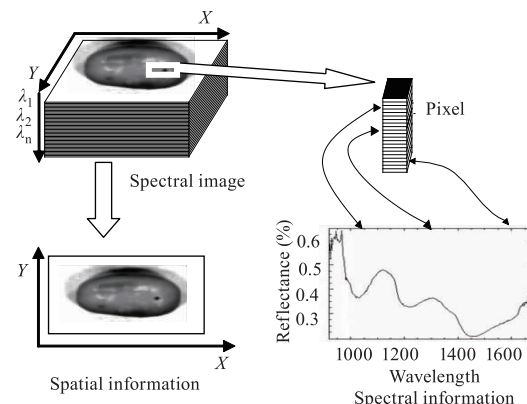 X
Y
λ1
λ2
λn
Pixel
Spectral image
Y
X
Spatial information
Reflectance (%)
0.6
0.5
0.4
0.3
1000 1200 1400 1600
Wavelength
Spectral information